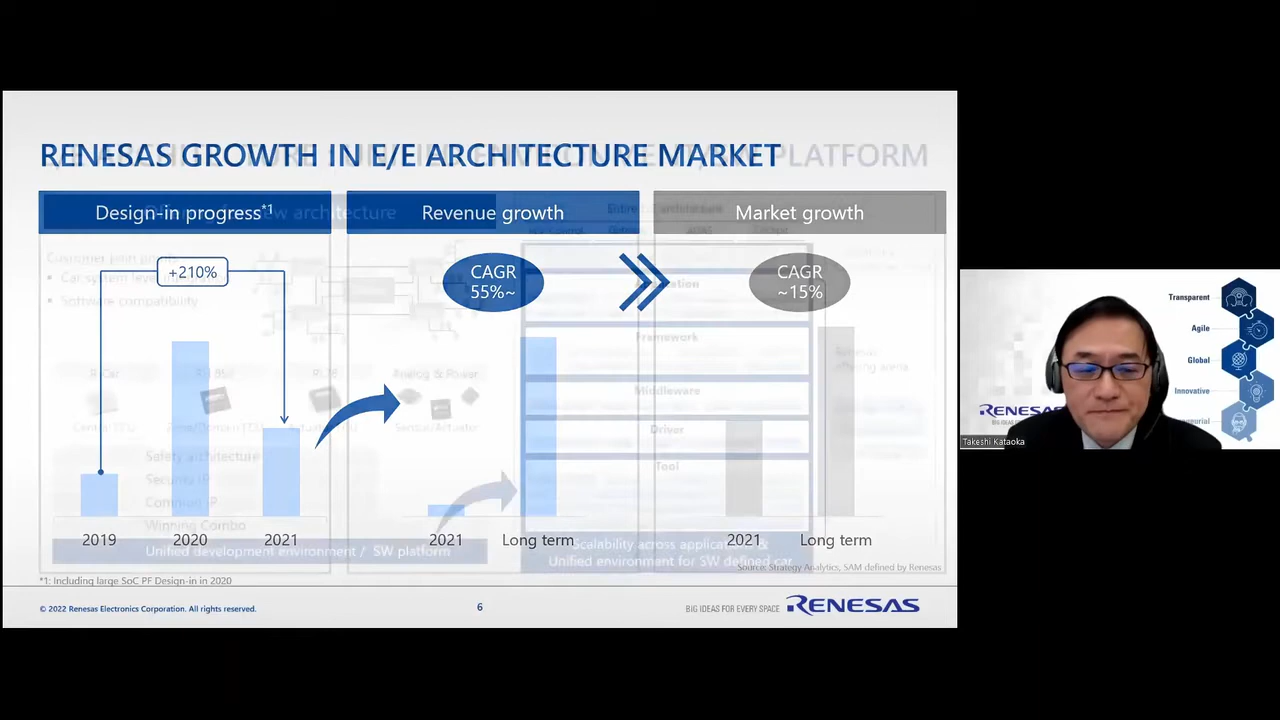 RENESAS GROWTH IN E/E ARCHITECTURE MARKET
PLATFORM
Design-in progress*1
architecture
Revenue growth
Market growth
+210%
CAGR
55%~
CAGR
~15%
Car system level
Software compatibility
Framework
Middleware
Driver
Tool
Analog & Power
Sensor/Actuator
Safety architecture
Security IP
Common IP
Winning Combo
2019
2020
2021
2021
Long term
2021
Long term
Unified development environment / SW platform
Scalability across applications &
Unified environment for SW defined car
Source: Strategy Analytics, SAM defined by Renesas
*1: Including large SoC PF Design-in in 2020
© 2022 Renesas Electronics Corporation. All rights reserved.
6
BIG IDEAS FOR EVERY SPACE
RENESAS
Transparent
Agile
Global
Innovative
RENESAS
Takeshi Kataoka